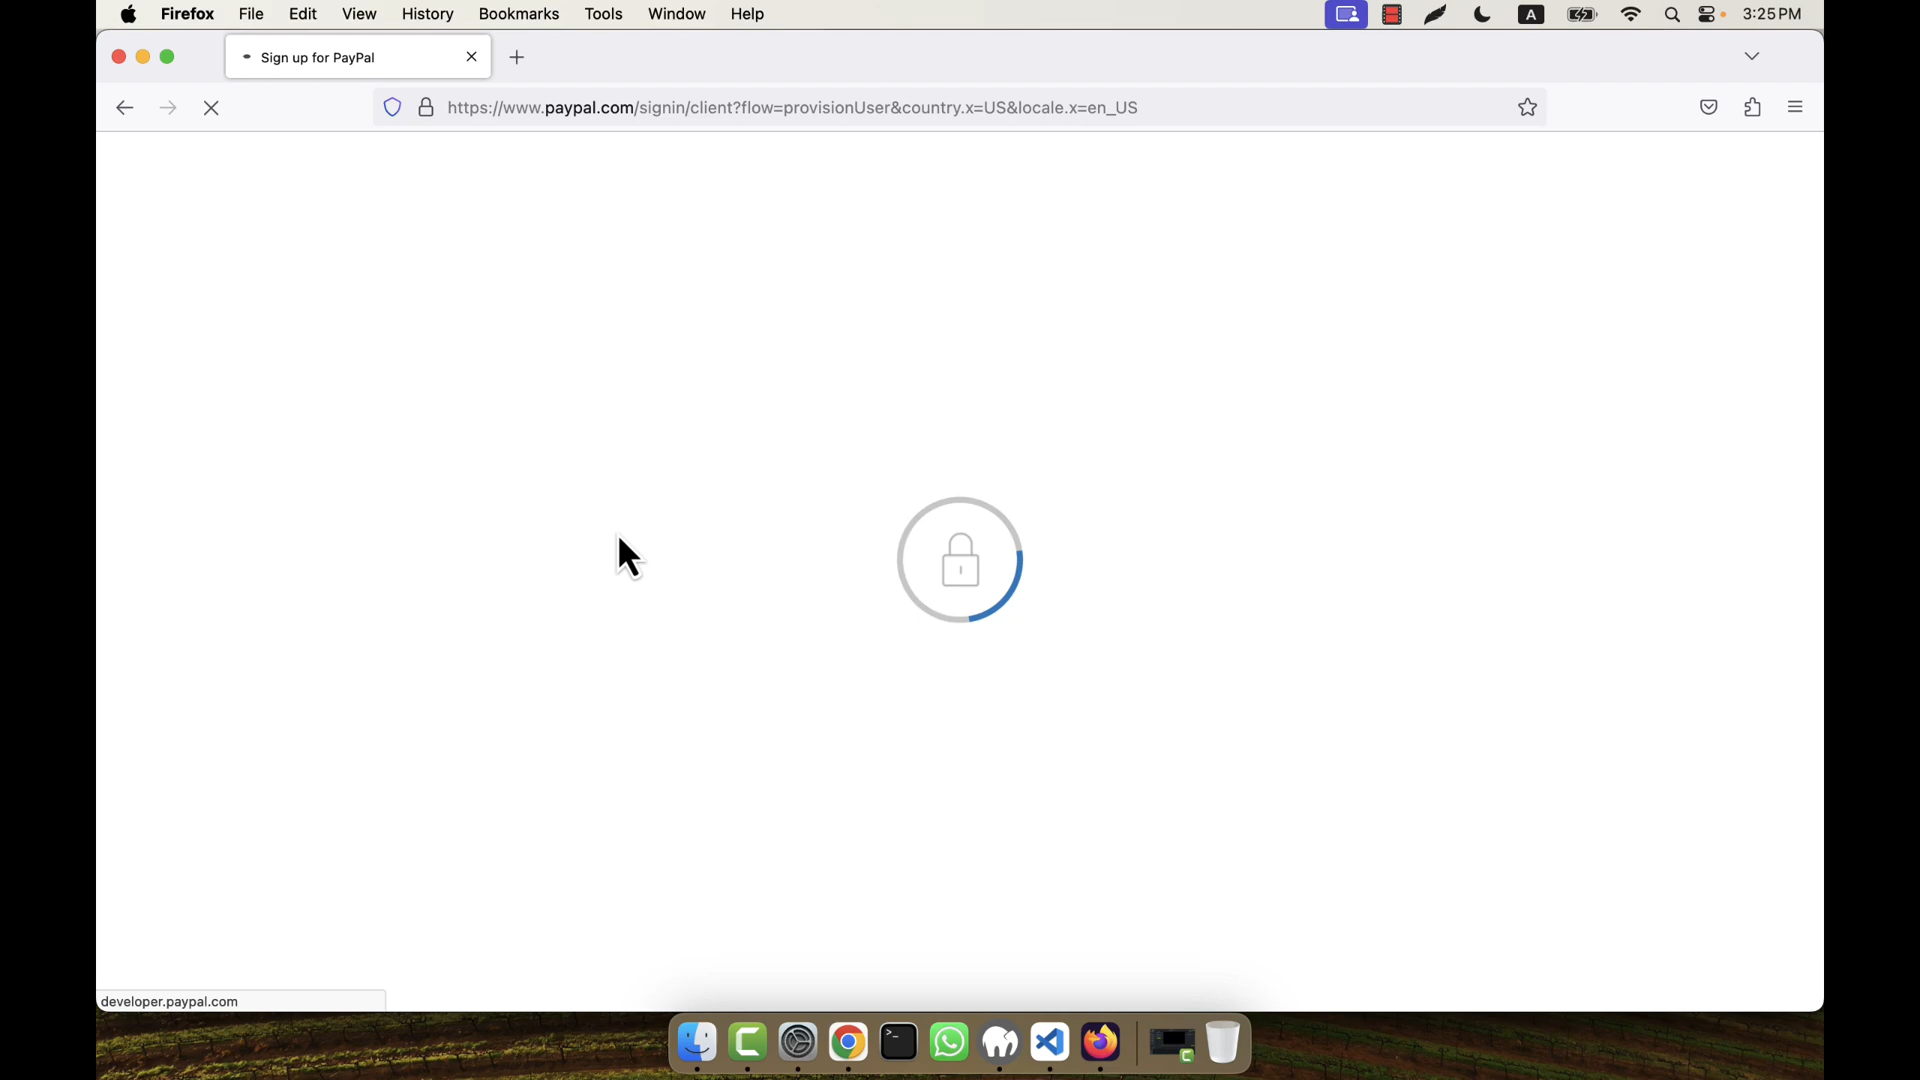 Firefox File Edit View History Bookmarks Tools Window Help A 3:25 PM
Sign up for PayPal
https://www.paypal.com/signin/client?flow=provisionUser&country.x=US&locale.x=en_US
developer.paypal.com